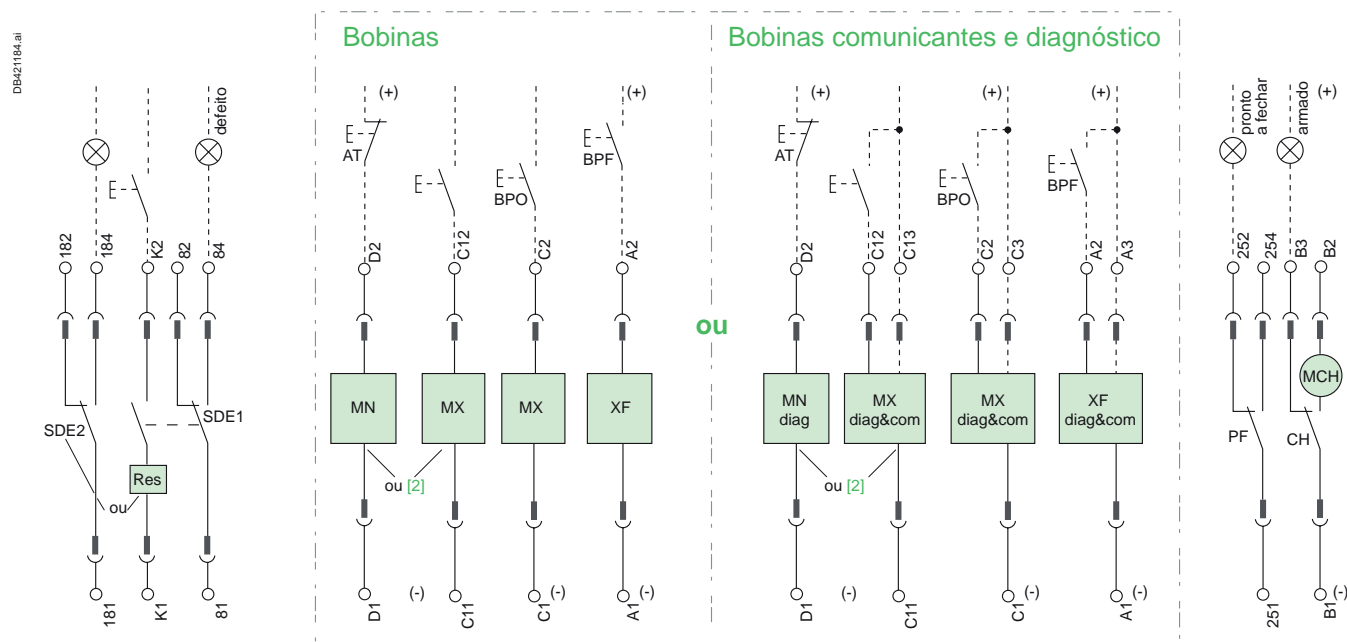 DB421184.ai
Bobinas
Bobinas comunicantes e diagnóstico
defeito
(+)
(+)
(+)
(+)
(+)
pronto
a fechar
armado
(+)
AT
BPO
BPF
AT
BPO
BPF
182
184
K2
82
84
D2
C12
C2
A2
D2
C12
C13
C2
C3
A2
A3
252
254
B3
B2
ou
MN
MX
MX
XF
MN
diag
MX
diag&com
MX
diag&com
XF
diag&com
MCH
SDE2
SDE1
PF
CH
Res
ou
ou [2]
ou [2]
181
K1
81
D1
(-)
C11
C1
(-)
A1
(-)
D1
(-)
C11
C1
(-)
A1
(-)
251
B1
(-)